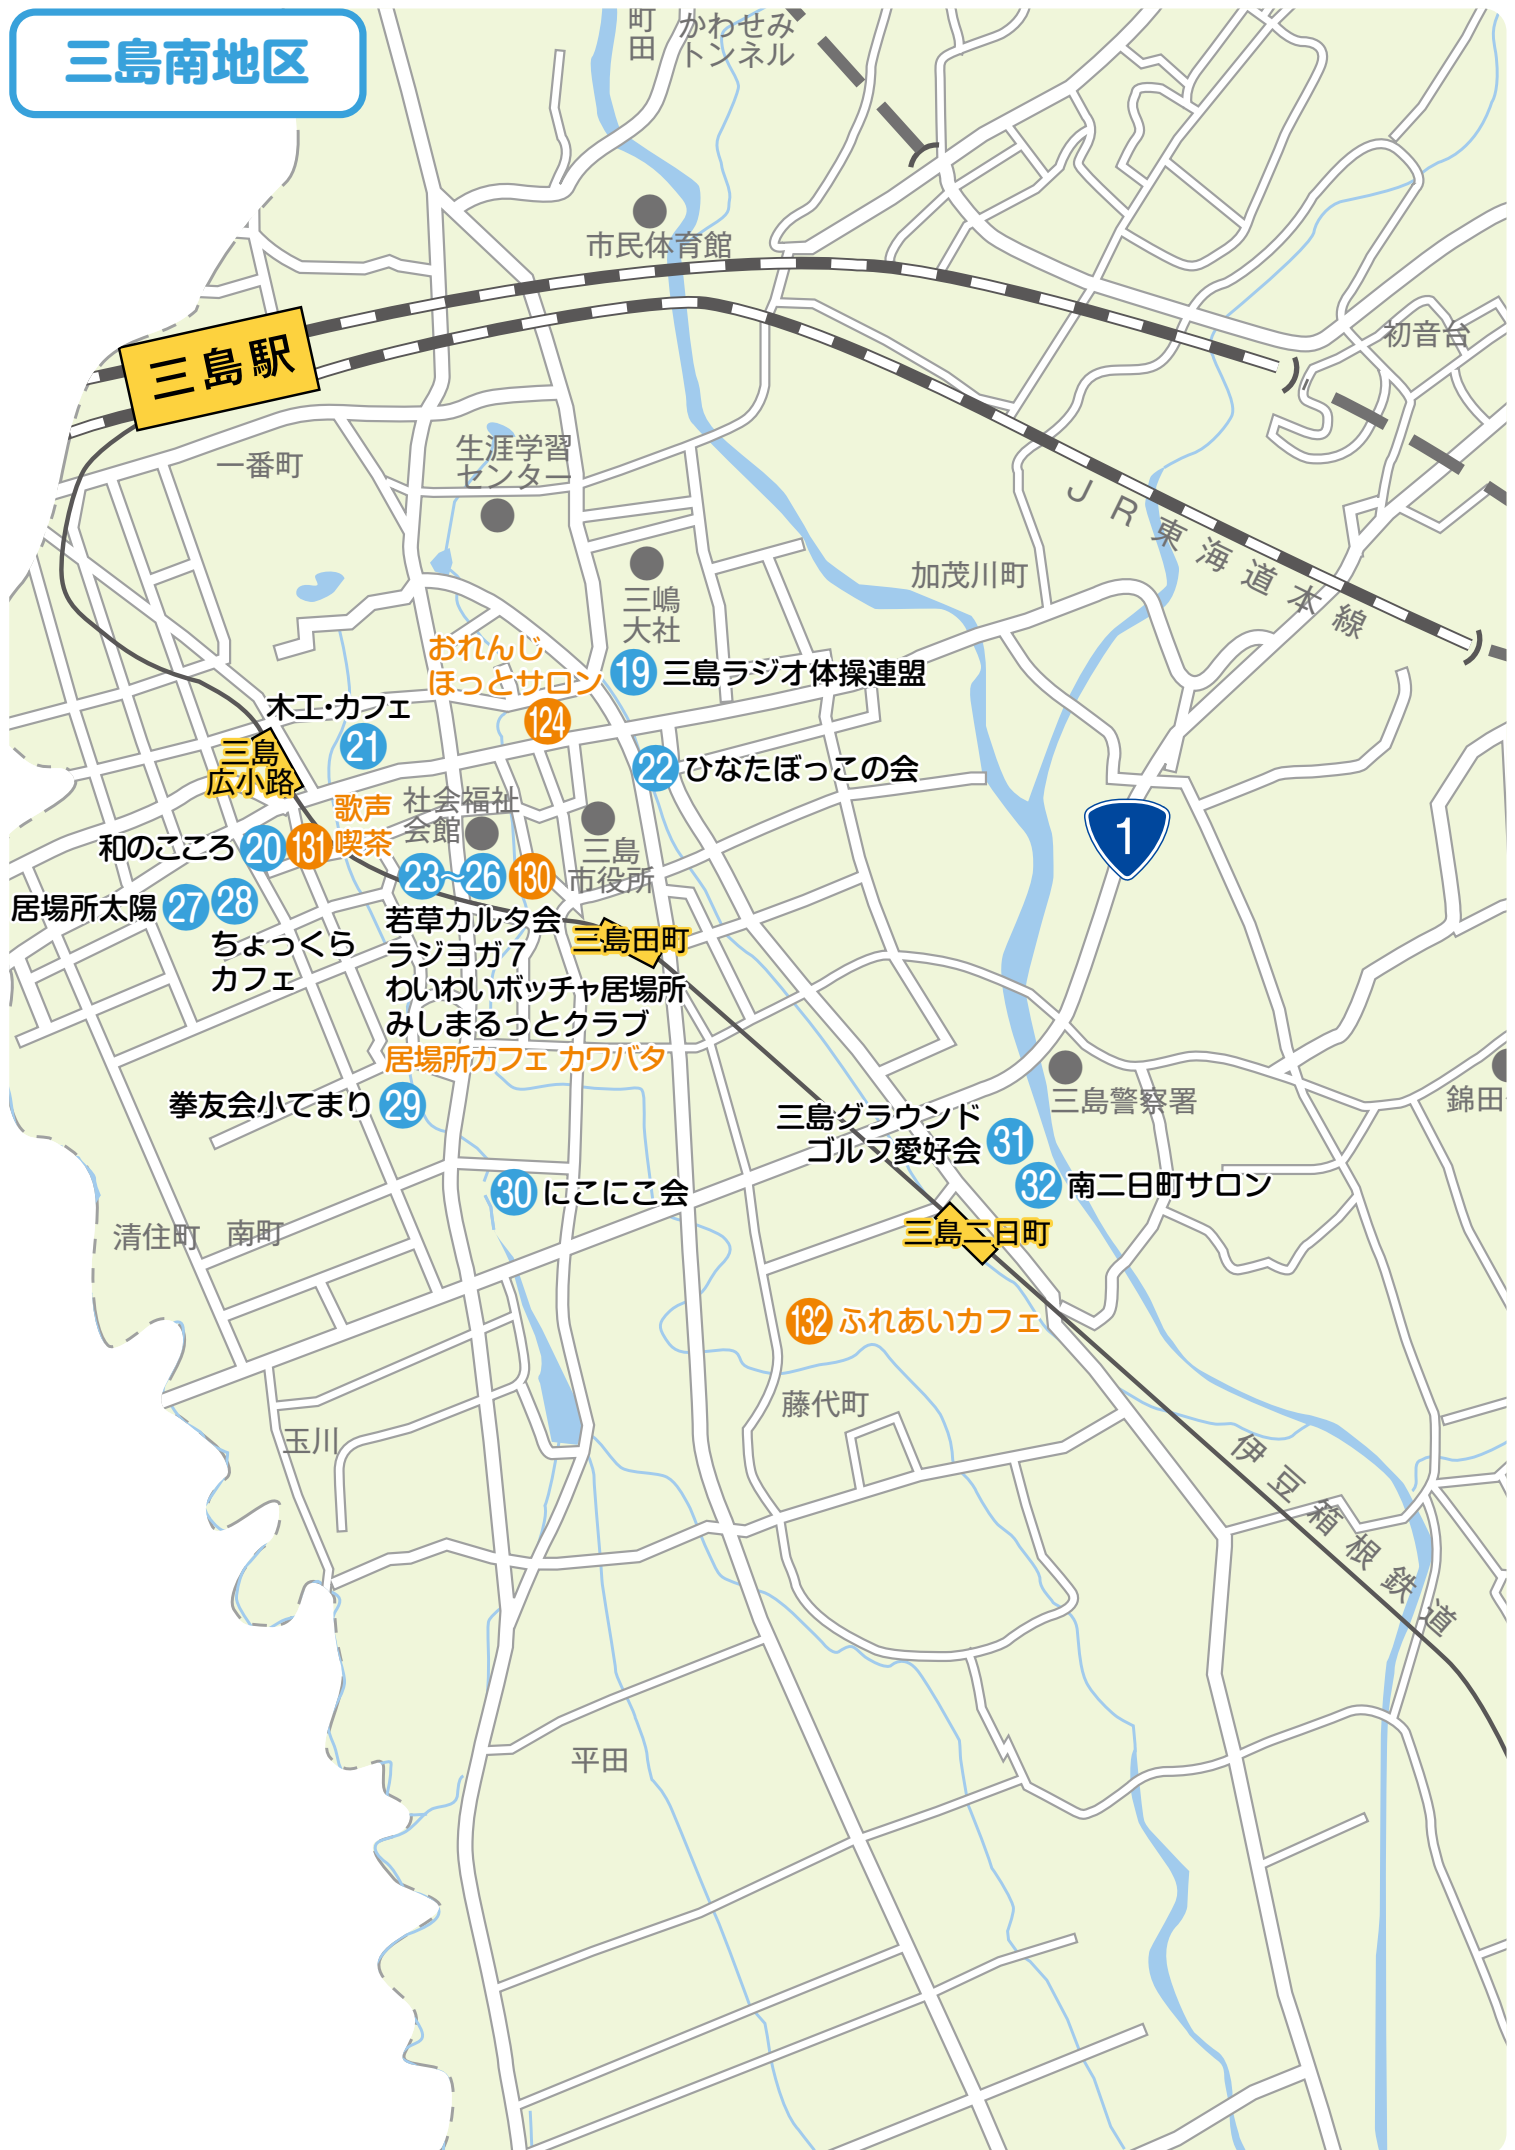 三島南地区
町田
かわせみ
トンネル
市民体育館
初音台
三島駅
一番町
生涯学習
センター
JR東海道本線
三嶋
大社
加茂川町
おれんじ
ほっとサロン
124
19 三島ラジオ体操連盟
木工・カフェ
21
三島
広小路
22 ひなたぼっこの会
歌声
喫茶
社会福祉
会館
三島
市役所
1
和のこころ 20 131
23～26 130
居場所太陽 27 28
ちょっくら
カフェ
若草カルタ会
ラジヨガ７
わいわいボッチャ居場所
みしまるっとクラブ
居場所カフェ カワバタ
三島田町
三島警察署
錦田
拳友会小てまり 29
三島グラウンド
ゴルフ愛好会 31
32 南二日町サロン
30 にこにこ会
清住町
南町
三島二日町
132 ふれあいカフェ
藤代町
玉川
伊豆箱根鉄道
平田